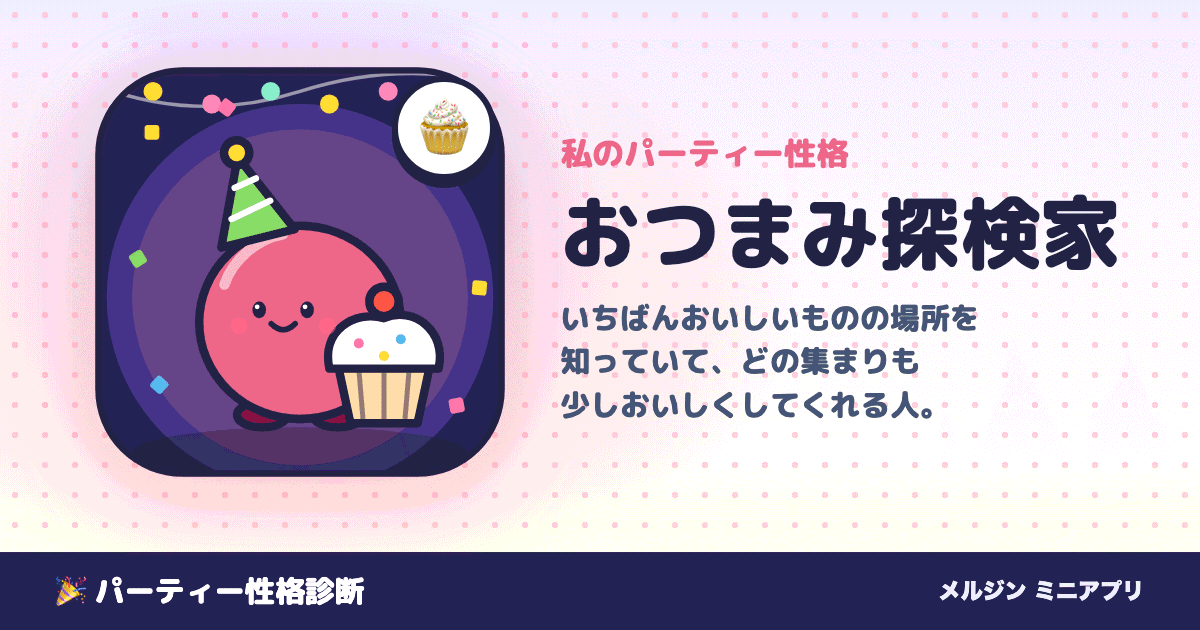 私のパーティー性格
おつまみ探検家
いちばんおいしいものの場所を
知っていて、どの集まりも
少しおいしくしてくれる人。
🎉 パーティー性格診断
メルジン ミニアプリ